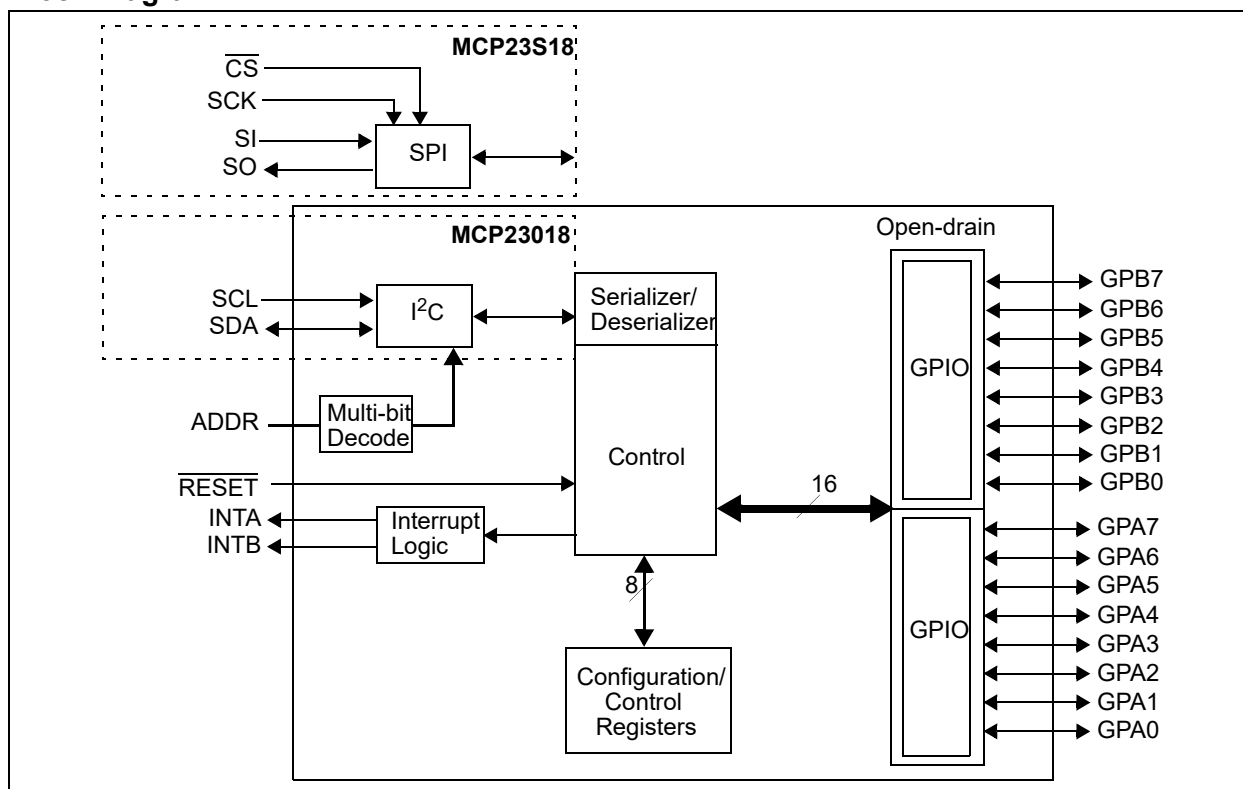 MCP23S18
CS
SCK
SI
SO
SPI
MCP23018
SCL
SDA
I²C
Serializer/
Deserializer
Open-drain
GPIO
GPB7
GPB6
GPB5
GPB4
GPB3
GPB2
GPB1
GPB0
ADDR
Multi-bit
Decode
Control
RESET
16
INTA
INTB
Interrupt
Logic
8
GPIO
GPA7
GPA6
GPA5
GPA4
GPA3
GPA2
GPA1
GPA0
Configuration/
Control
Registers